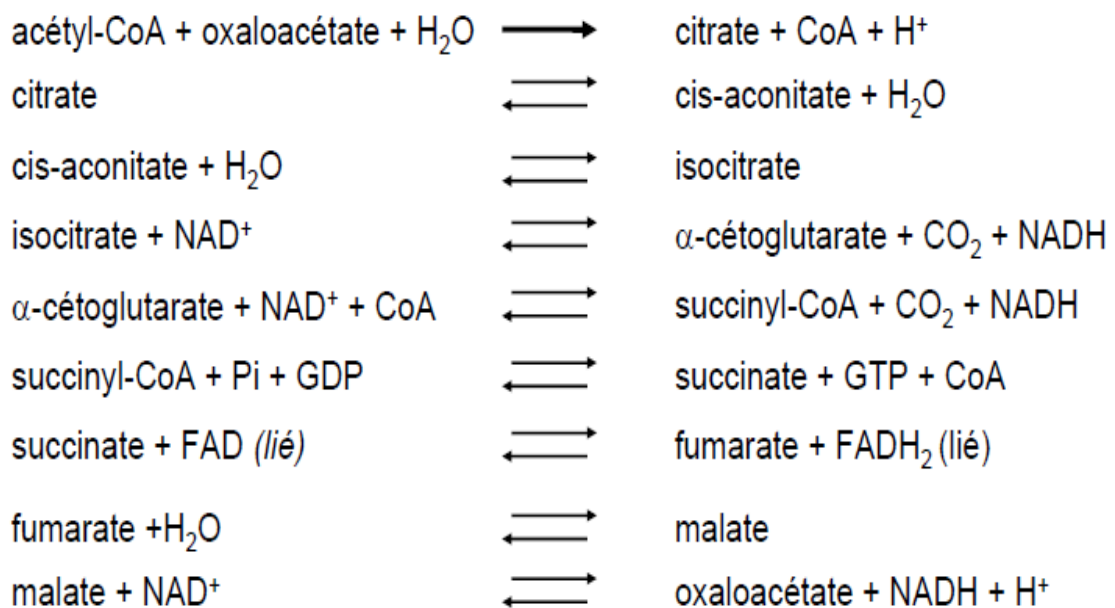 acétyl-CoA + oxaloacétate + H₂O ⟶ citrate + CoA + H⁺
citrate ⇄ cis-aconitate + H₂O
cis-aconitate + H₂O ⇄ isocitrate
isocitrate + NAD⁺ ⇄ α-cétoglutarate + CO₂ + NADH
α-cétoglutarate + NAD⁺ + CoA ⇄ succinyl-CoA + CO₂ + NADH
succinyl-CoA + Pi + GDP ⇄ succinate + GTP + CoA
succinate + FAD (lié) ⇄ fumarate + FADH₂ (lié)
fumarate +H₂O ⇄ malate
malate + NAD⁺ ⇄ oxaloacétate + NADH + H⁺